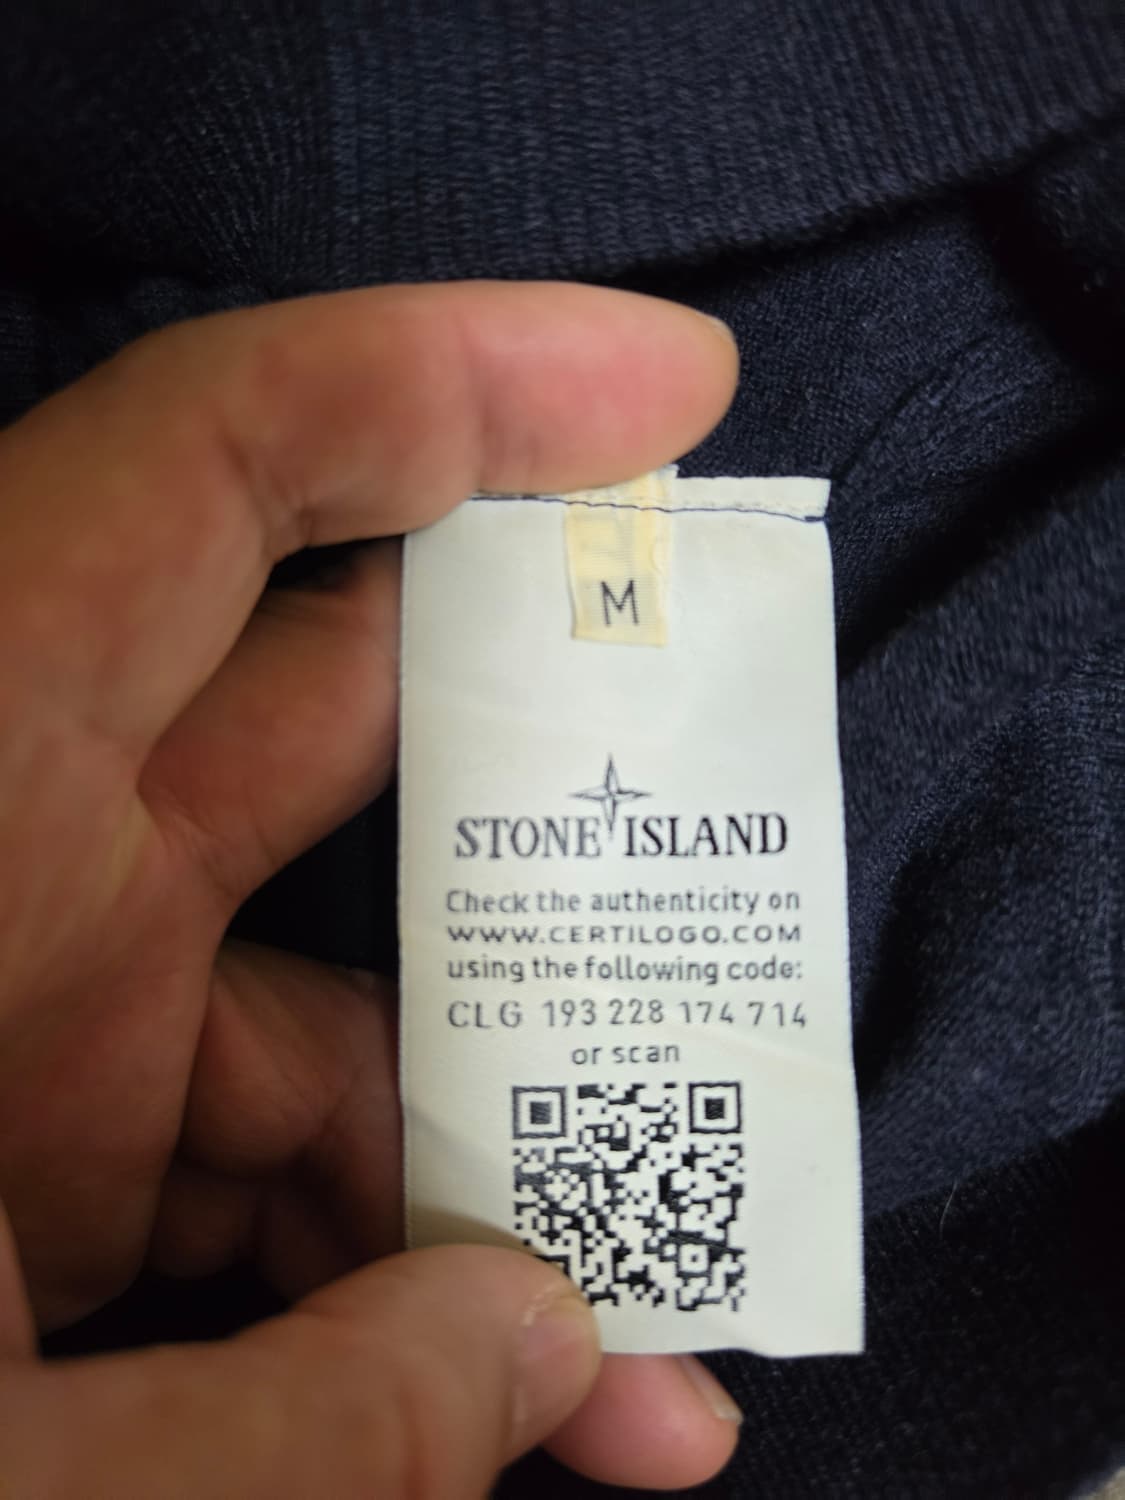 M
STONE ISLAND
Check the authenticity on
WWW.CERTILOGO.COM
using the following code:
CLG 193 228 174 714
or scan